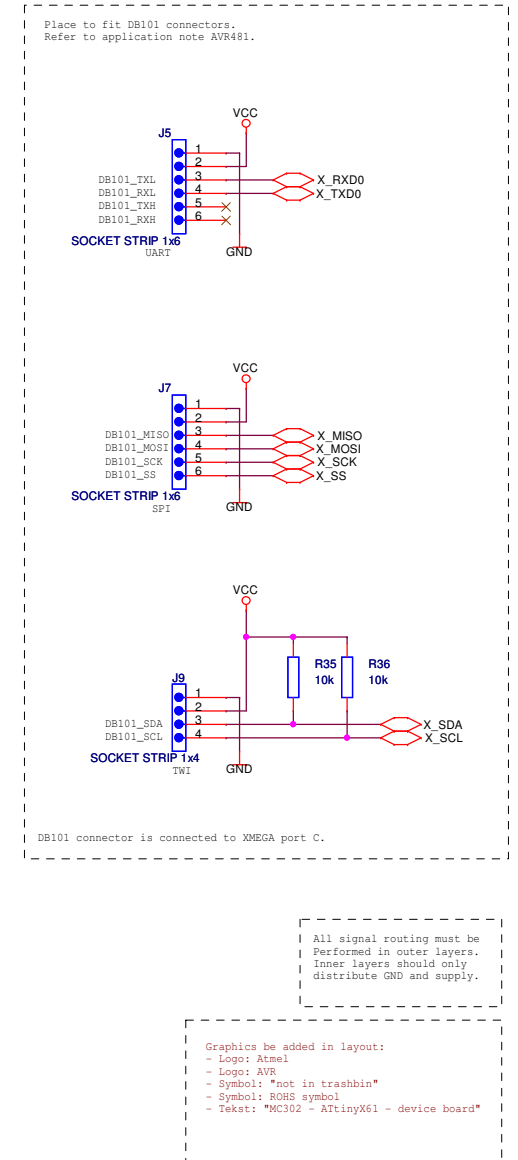 Place to fit DB101 connectors.
Refer to application note AVR481.
VCC
J5
1
2
DB101_TXL 3 X_RXD0
DB101_RXL 4 X_TXD0
DB101_TXH 5
DB101_RXH 6
SOCKET STRIP 1x6
UART
GND
VCC
J7
1
2
DB101_MISO 3 X_MISO
DB101_MOSI 4 X_MOSI
DB101_SCK 5 X_SCK
DB101_SS 6 X_SS
SOCKET STRIP 1x6
SPI
GND
VCC
R35 R36
10k 10k
J9
1
2
DB101_SDA 3 X_SDA
DB101_SCL 4 X_SCL
SOCKET STRIP 1x4
TWI
GND
DB101 connector is connected to XMEGA port C.
All signal routing must be
Performed in outer layers.
Inner layers should only
distribute GND and supply.
Graphics be added in layout:
- Logo: Atmel
- Logo: AVR
- Symbol: "not in trashbin"
- Symbol: ROHS symbol
- Tekst: "MC302 - ATtinyX61 - device board"